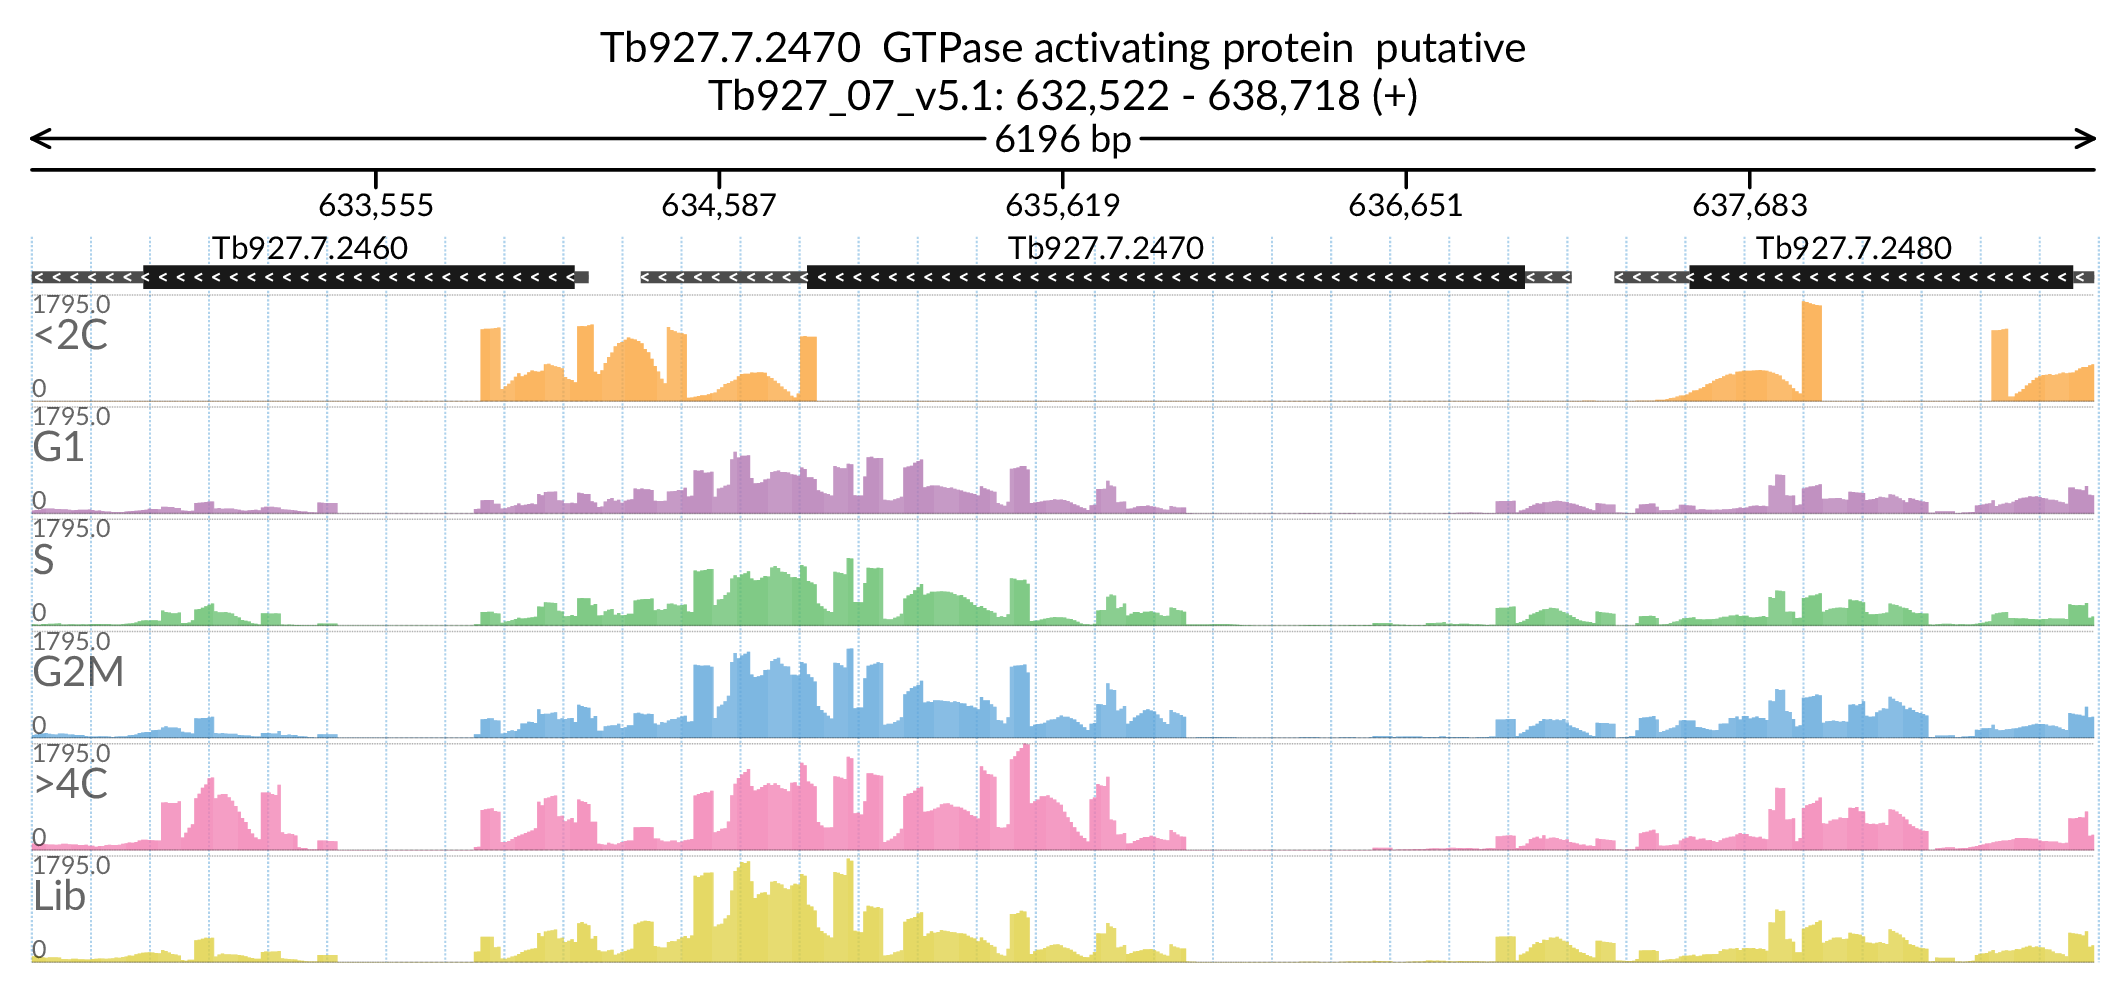 Tb927.7.2470 GTPase activating protein putative
Tb927_07_v5.1: 632,522 - 638,718 (+)
6196 bp
633,555 634,587 635,619 636,651 637,683
Tb927.7.2460 Tb927.7.2470 Tb927.7.2480
1795.0
<2C
0
1795.0
G1
0
1795.0
S
0
1795.0
G2M
0
1795.0
>4C
0
1795.0
Lib
0